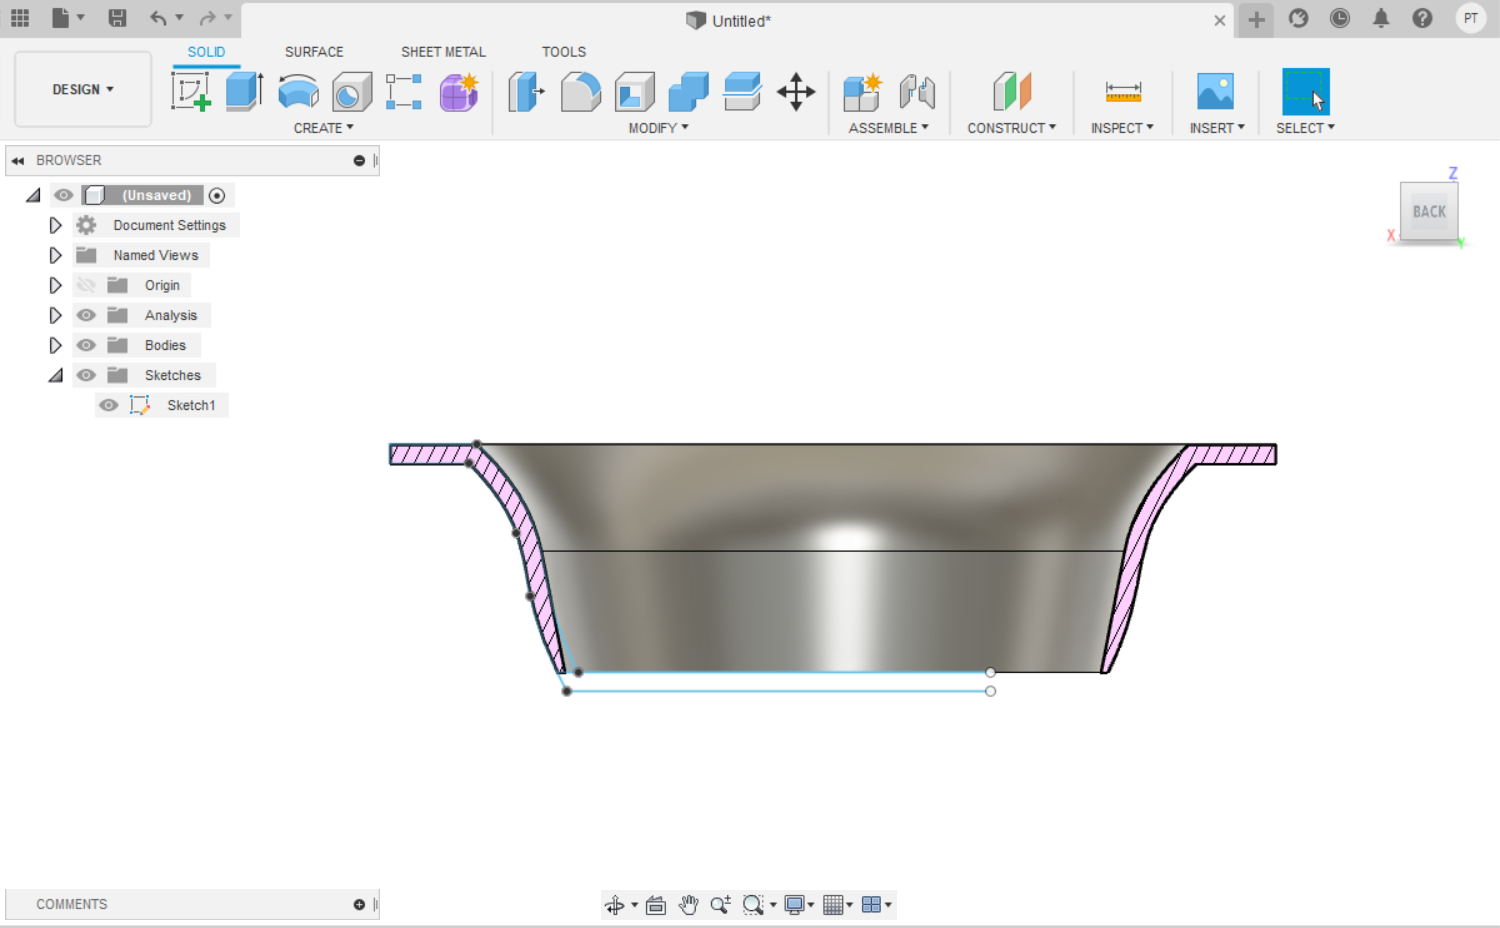 Untitled*
PT
DESIGN
SOLID
SURFACE
SHEET METAL
TOOLS
CREATE
MODIFY
ASSEMBLE
CONSTRUCT
INSPECT
INSERT
SELECT
BROWSER
(Unsaved)
Document Settings
Named Views
Origin
Analysis
Bodies
Sketches
Sketch1
Z
BACK
X
Y
COMMENTS